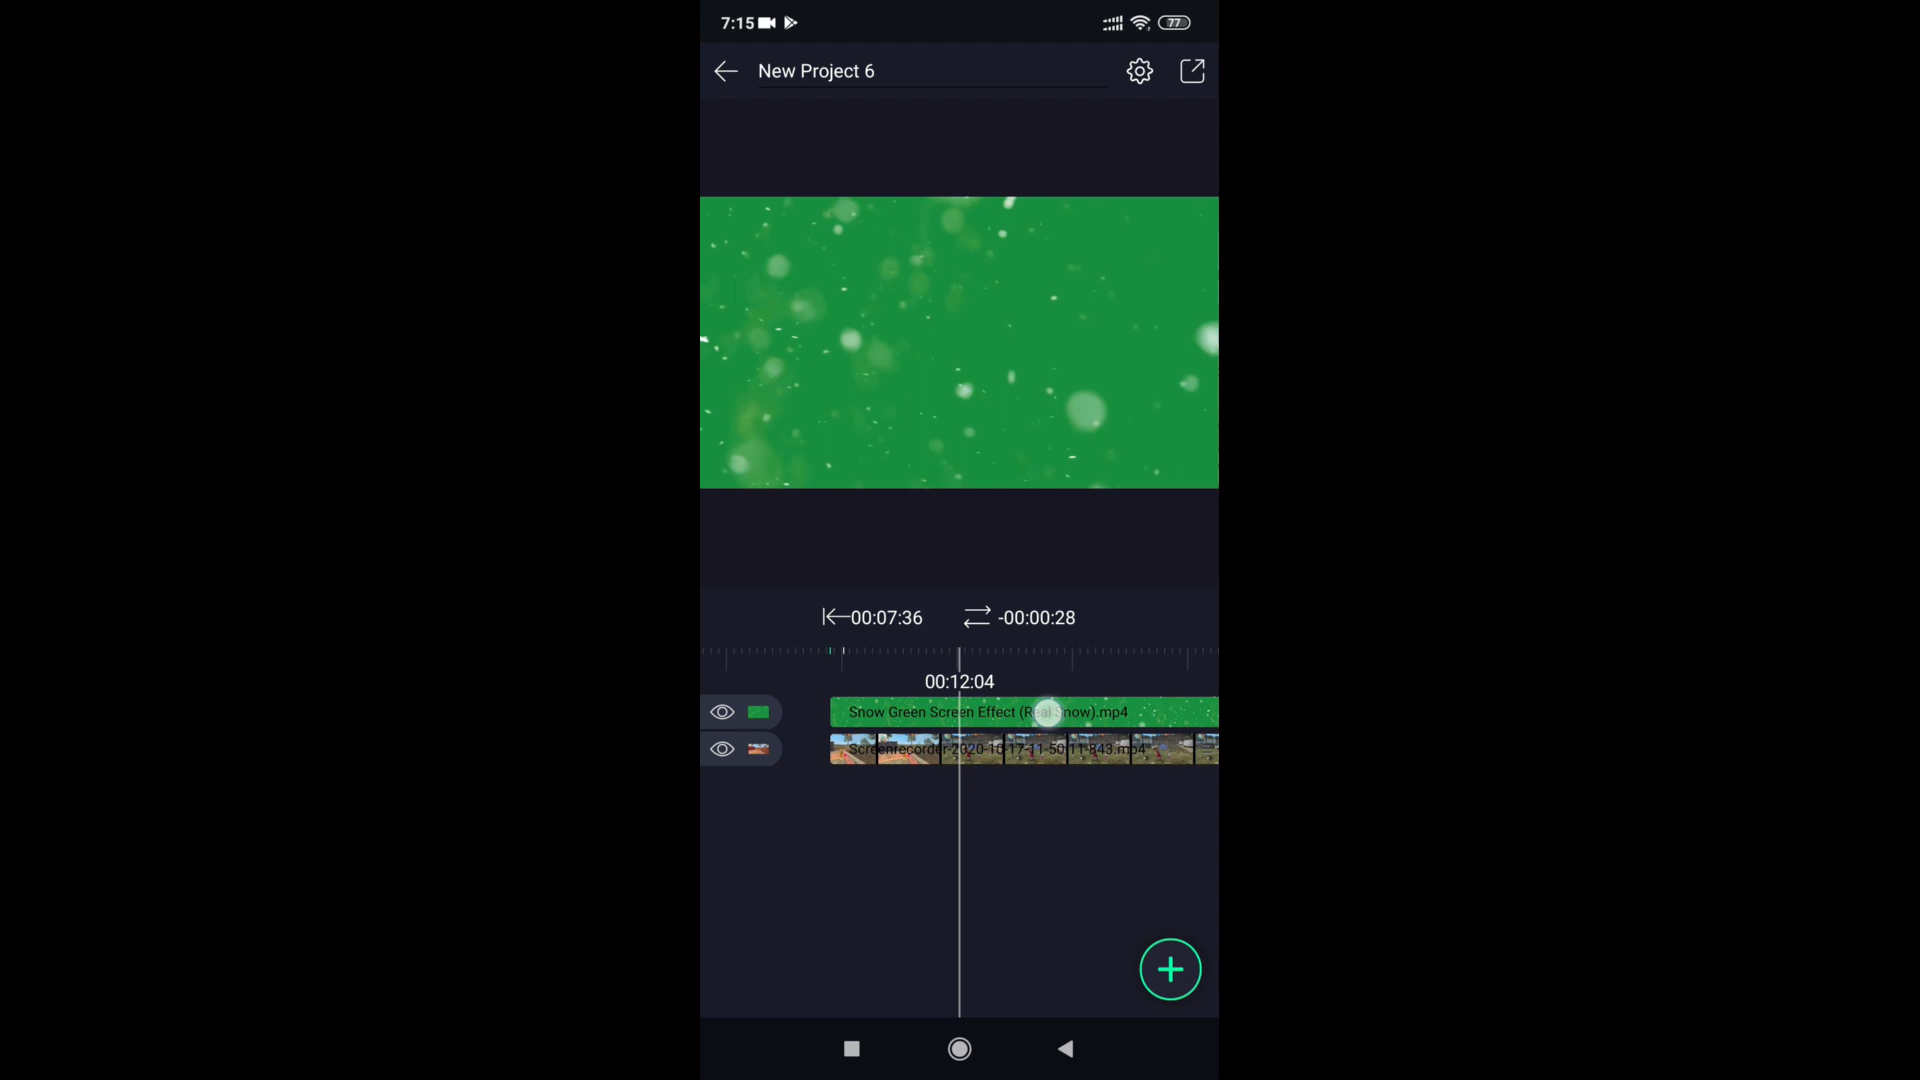 7:15
77
New Project 6
00:07:36
-00:00:28
00:12:04
Snow Green Screen Effect (Real Snow).mp4
Screenrecorder-2020-10-17-11-50-11-843.mp4